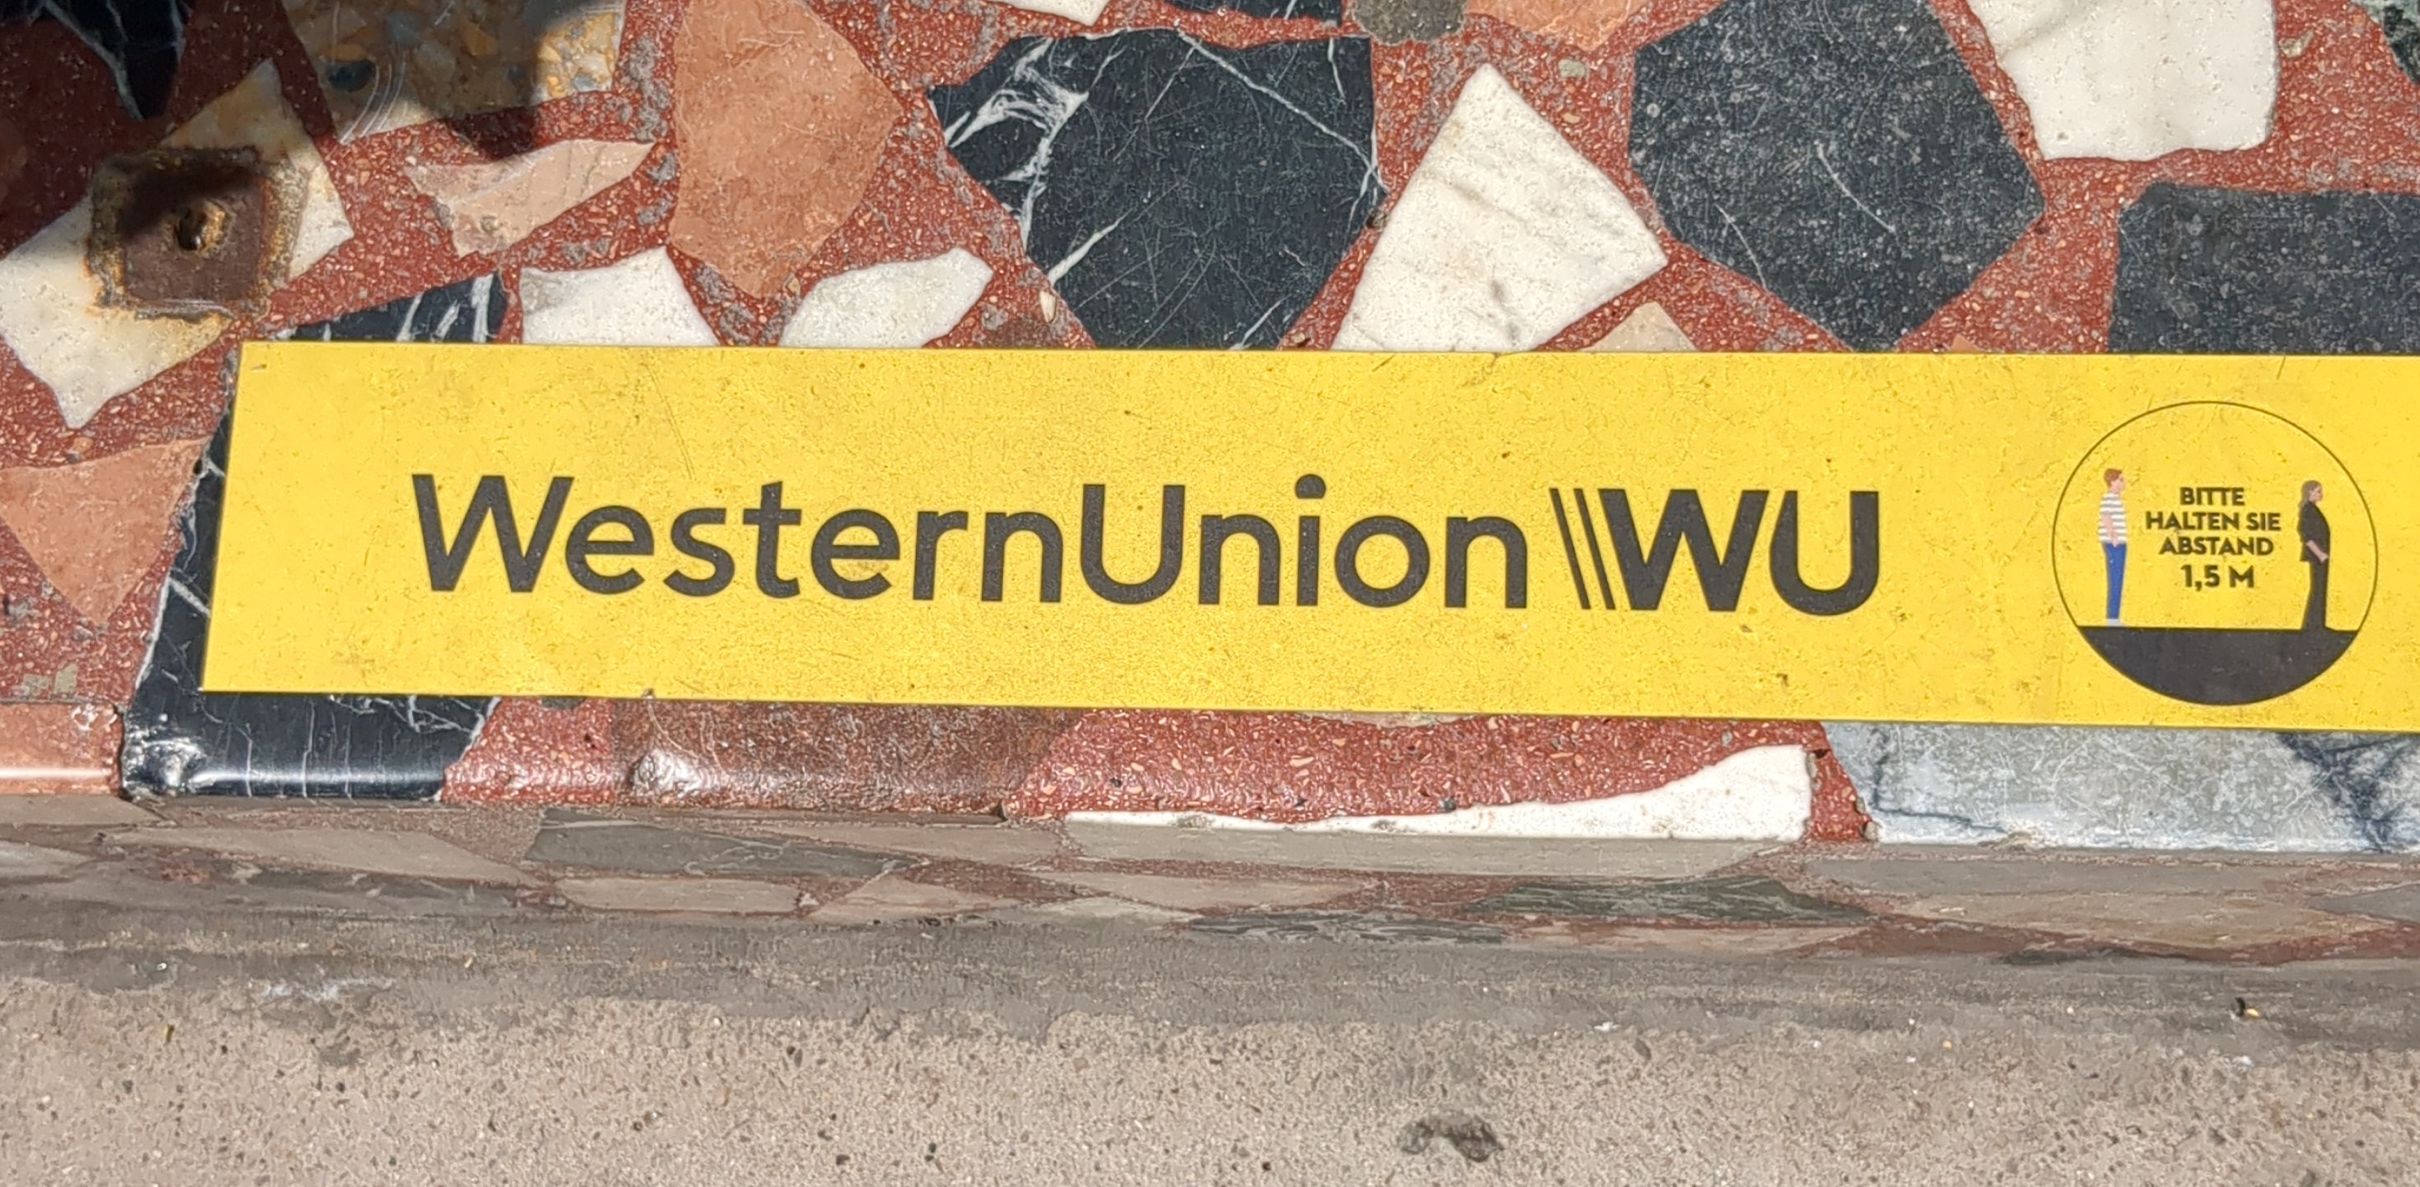 WesternUnion WU
BITTE
HALTEN SIE
ABSTAND
1,5 M